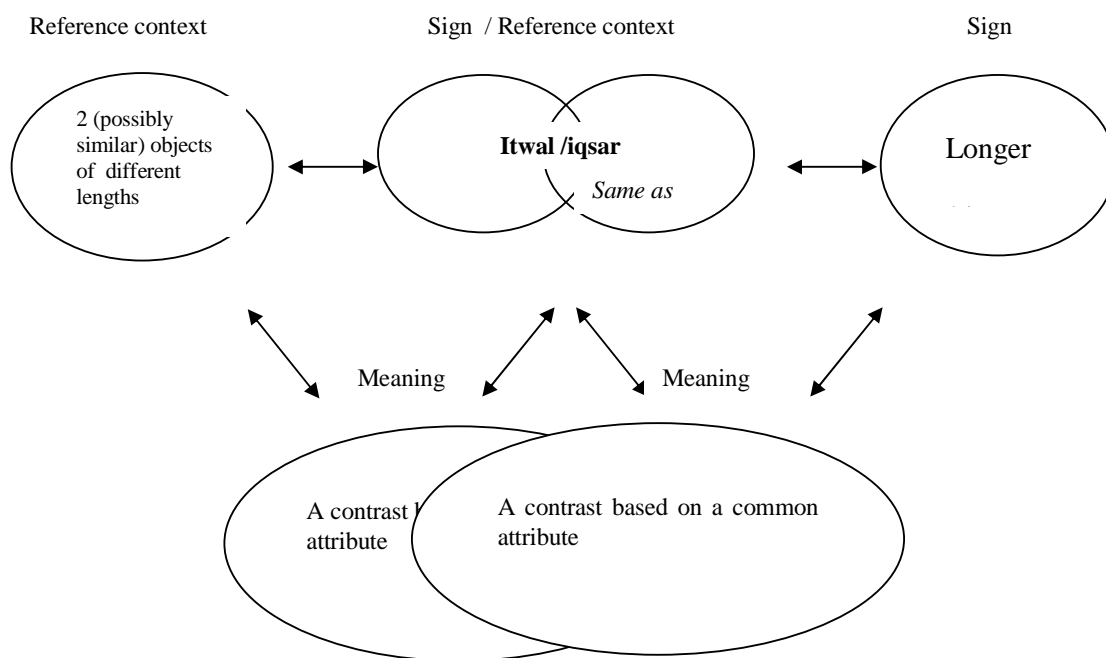 Reference context
Sign / Reference context
Sign
2 (possibly
similar) objects
of different
lengths
Itwal /iqsar
Same as
Longer
Meaning
Meaning
A contrast
attribute
A contrast based on a common
attribute